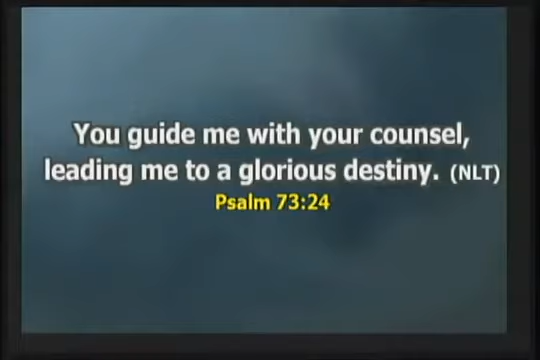 You guide me with your counsel,
leading me to a glorious destiny. (NLT)
Psalm 73:24